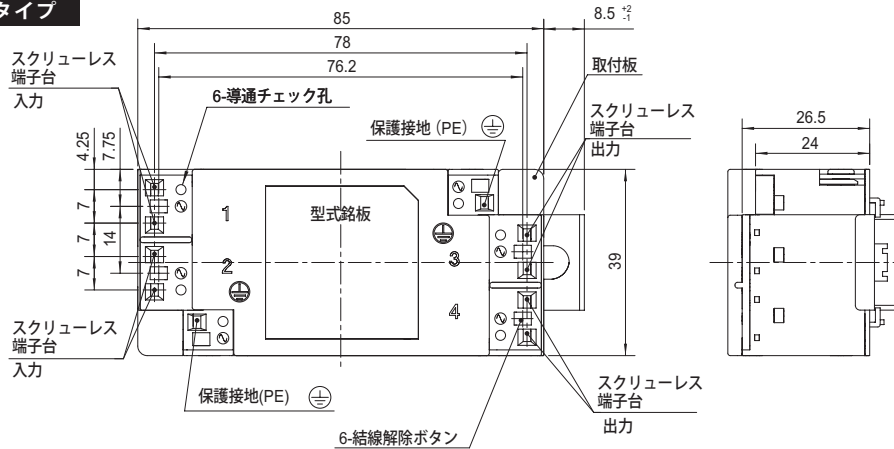 タイプ
85
8.5 +2 -1
78
76.2
スクリューレス
端子台
入力
6-導通チェック孔
保護接地 (PE)
取付板
スクリューレス
端子台
出力
26.5
24
4.25
7.75
7
7
14
7
1
2
型式銘板
3
4
39
スクリューレス
端子台
入力
保護接地(PE)
6-結線解除ボタン
スクリューレス
端子台
出力